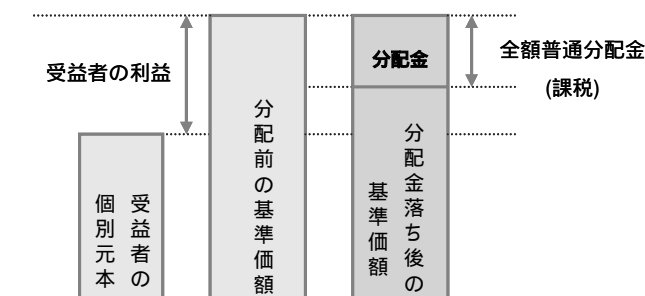 受益者の利益
受益者の
個別元本
分配前の基準価額
分配金
分配金落ち後の
基準価額
全額普通分配金
(課税)